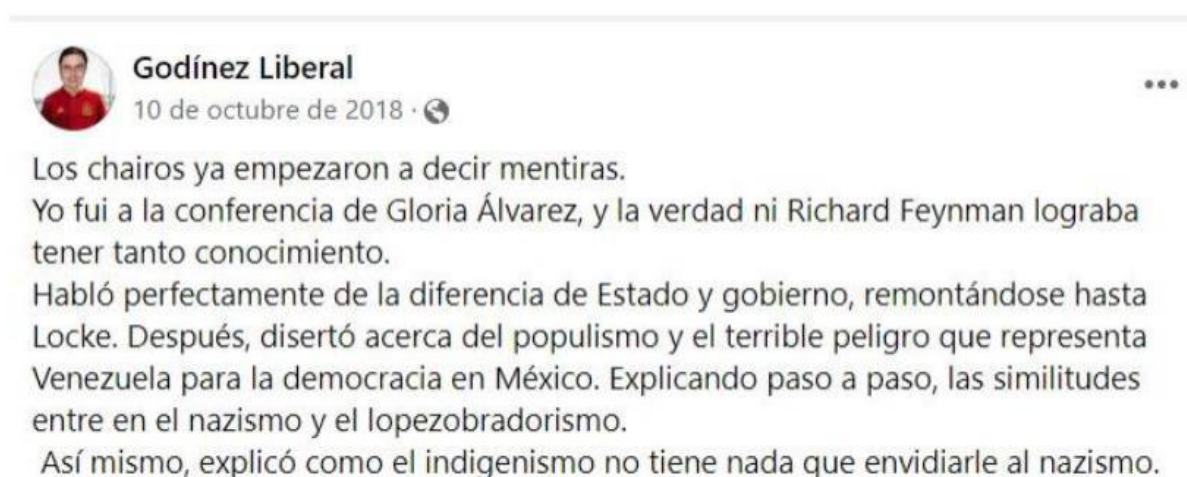 Godínez Liberal
10 de octubre de 2018 ·
Los chairos ya empezaron a decir mentiras.
Yo fui a la conferencia de Gloria Álvarez, y la verdad ni Richard Feynman lograba
tener tanto conocimiento.
Habló perfectamente de la diferencia de Estado y gobierno, remontándose hasta
Locke. Después, disertó acerca del populismo y el terrible peligro que representa
Venezuela para la democracia en México. Explicando paso a paso, las similitudes
entre en el nazismo y el lopezobradorismo.
Así mismo, explicó como el indigenismo no tiene nada que envidiarle al nazismo.